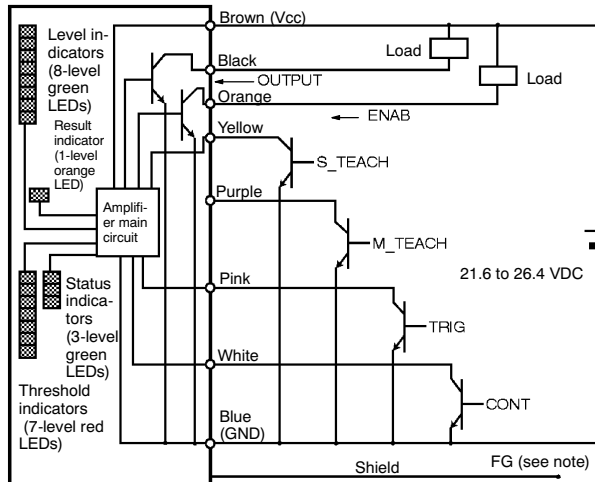 Brown (Vcc)
Level in-
dicators
(8-level
green
LEDs)
Load
Black
OUTPUT
Load
Orange
ENAB
Result
indicator
(1-level
orange
LED)
Yellow
S_TEACH
Purple
Amplifi-
er main
circuit
M_TEACH
21.6 to 26.4 VDC
Pink
Status
indica-
tors
(3-level
green
LEDs)
TRIG
White
Threshold
indicators
(7-level red
LEDs)
CONT
Blue
(GND)
Shield
FG (see note)